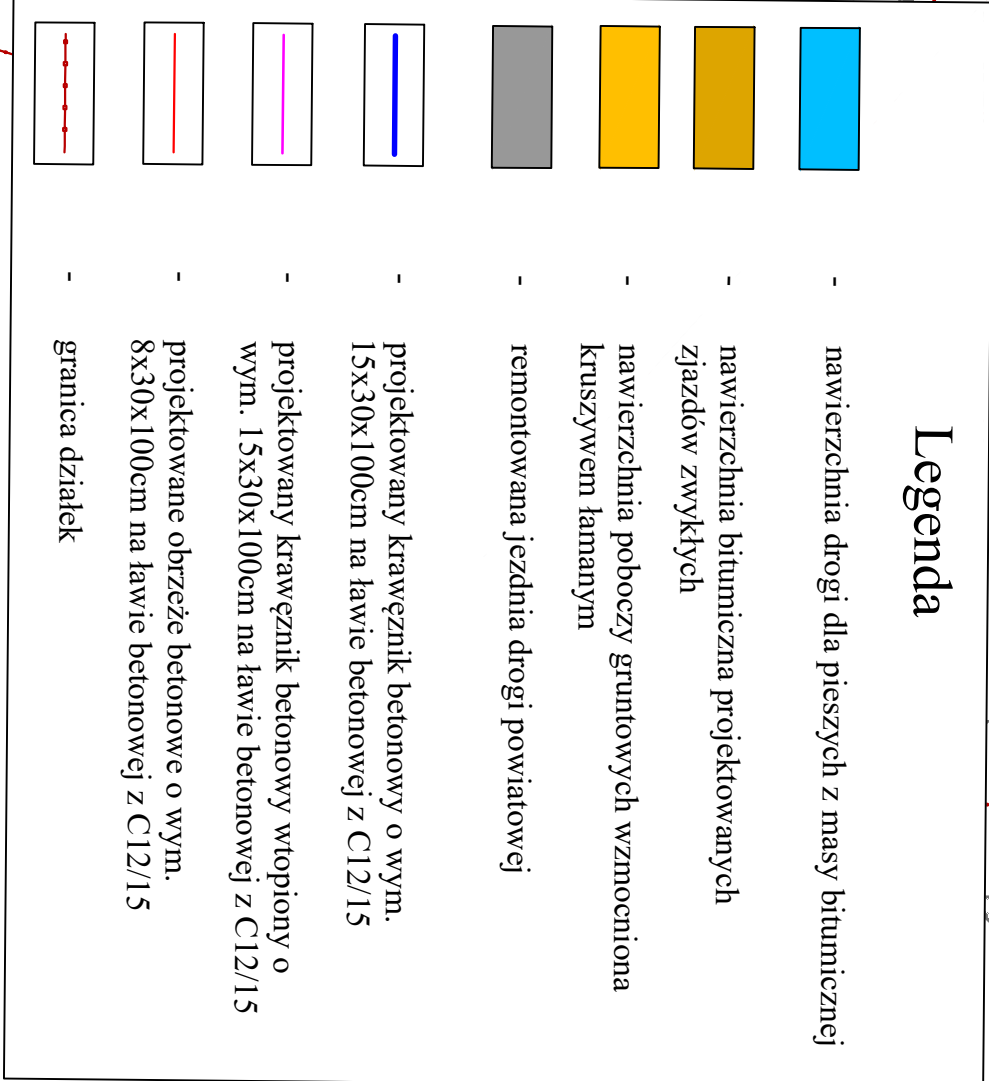 Legenda
- nawierzchnia drogi dla pieszych z masy bitumicznej
- nawierzchnia bitumiczna projektowanych
zjazdów zwykłych
- nawierzchnia poboczy gruntowych wzmocniona
kruszywem łamanym
- remontowana jezdnia drogi powiatowej
- projektowany krawęznik betonowy o wym.
15x30x100cm na ławie betonowej z C12/15
- projektowany krawęznik betonowy wtopiony o
wym. 15x30x100cm na ławie betonowej z C12/15
- projektowane obrzeże betonowe o wym.
8x30x100cm na ławie betonowej z C12/15
- granica działek